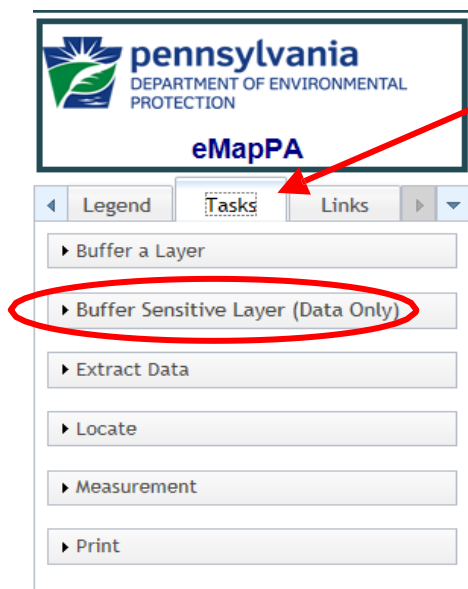 pennsylvania
DEPARTMENT OF ENVIRONMENTAL
PROTECTION
eMapPA
Legend Tasks Links
Buffer a Layer
Buffer Sensitive Layer (Data Only)
Extract Data
Locate
Measurement
Print